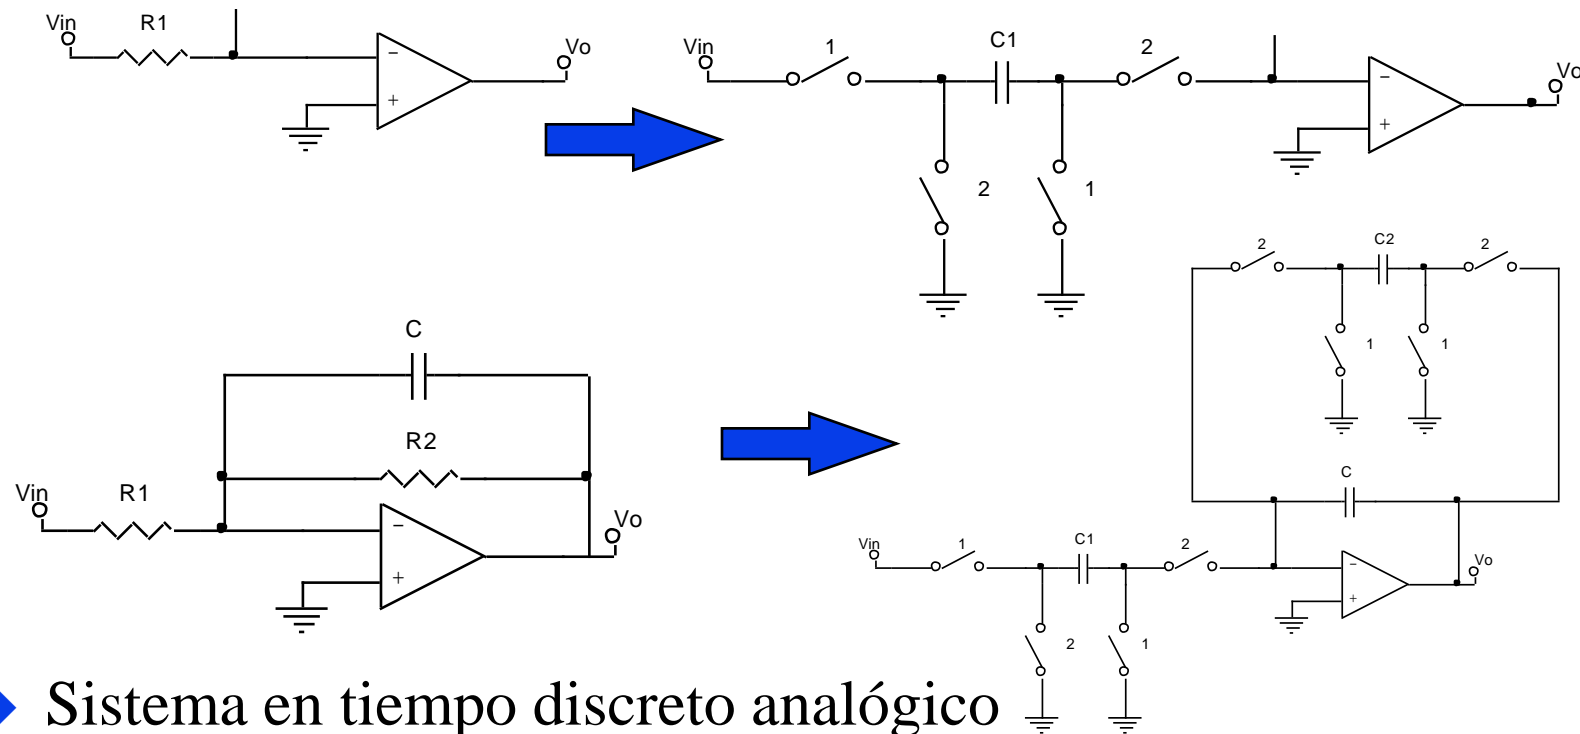 Vin R1 Vo
− +
Vin 1 C1 2 Vo
− +
2 1
2 C2 2
1 1
C
R2
Vin R1 Vo
− +
C
Vin 1 C1 2 Vo
− +
2 1
Sistema en tiempo discreto analógico